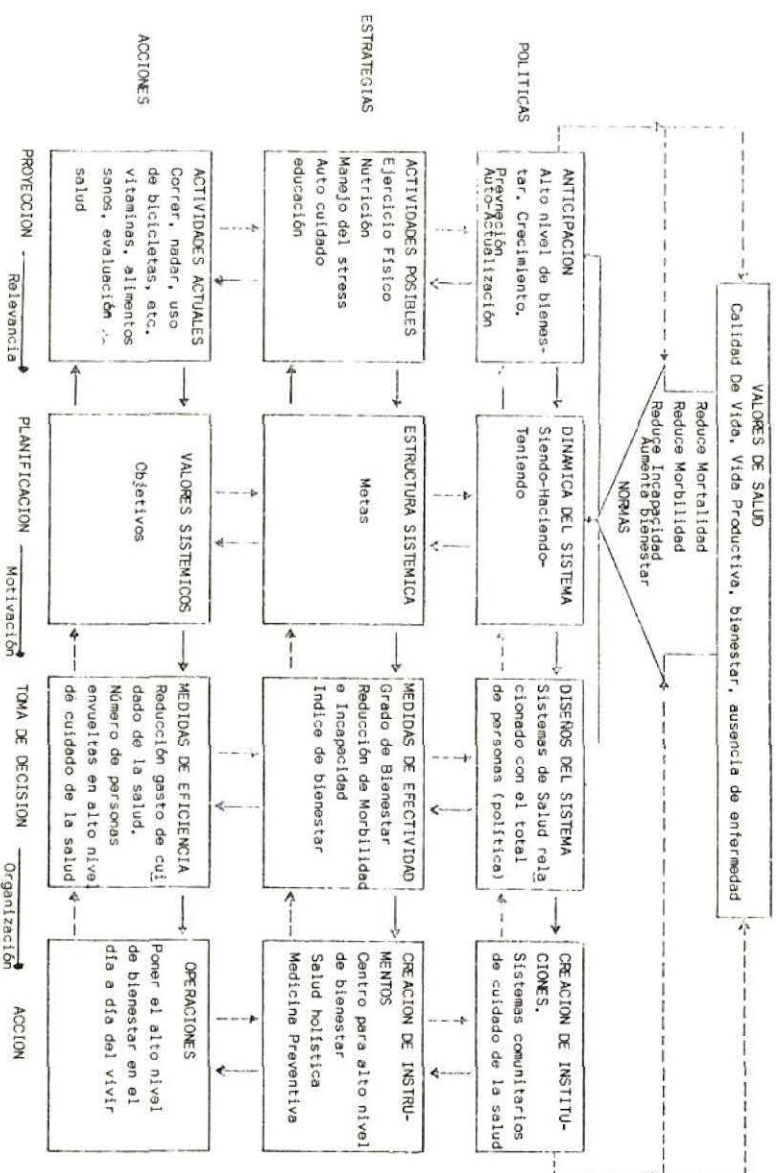 VALORES DE SALUD
Calidad De Vida, Vida Productiva, bienestar, ausencia de enfermedad
Reduce Mortalidad
Reduce Morbilidad
Reduce Incapacidad
Aumenta bienestar
NORMAS
POLITICAS
ANTICIPACION
Alto nivel de bienes-
tar. Crecimiento.
Prevneción
Auto-Actualización
DINAMICA DEL SISTEMA
Siendo-Haciendo-
Teniendo
DISEÑOS DEL SISTEMA
Sistemas de Salud rela
cionado con el total
de personas (política)
CREACION DE INSTITU-
CIONES.
Sistemas comunitarios
de cuidado de la salud
ESTRATEGIAS
ACTIVIDADES POSIBLES
Ejercicio Físico
Nutrición
Manejo del stress
Auto cuidado
educación
ESTRUCTURA SISTEMICA
Metas
MEDIDAS DE EFECTIVIDAD
Grado de Bienestar
Reducción de Morbilidad
e Incapacidad
Indice de bienestar
CREACION DE INSTRU-
MENTOS
Centro para alto nivel
de bienestar
Salud holística
Medicina Preventiva
ACCIONES
ACTIVIDADES ACTUALES
Correr, nadar, uso
de bicicletas, etc.
vitaminas, alimentos
sanos, evaluación
salud
VALORES SISTEMICOS
Objetivos
MEDIDAS DE EFICIENCIA
Reducción gasto de cui
dado de la salud.
Número de personas
envueltas en alto nivel
de cuidado de la salud
OPERACIONES
Poner el alto nivel
de bienestar en el
día a día del vivir
PROYECCION
Relevancia
PLANIFICACION
Motivación
TOMA DE DECISION
Organización
ACCION